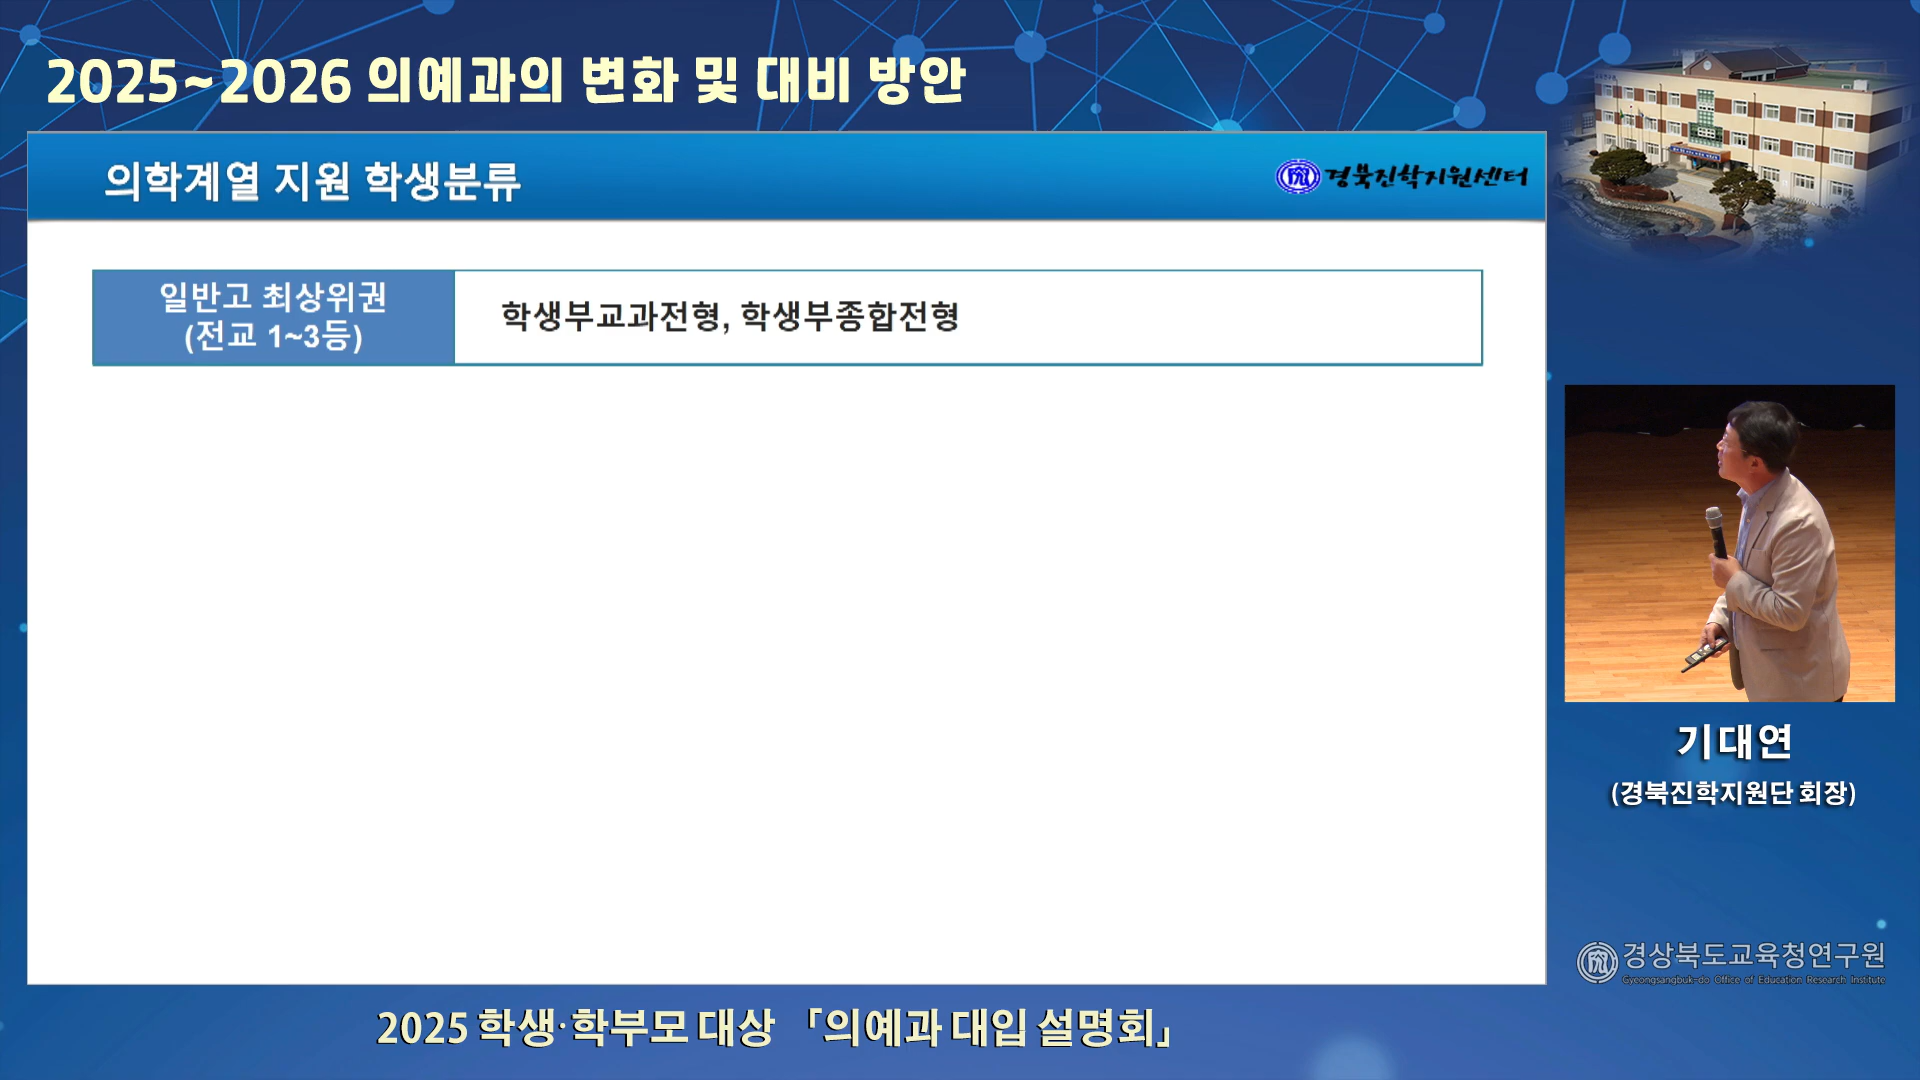 2025~2026 의예과의 변화 및 대비 방안
의학계열 지원 학생분류
경북진학지원센터
일반고 최상위권
(전교 1~3등)
학생부교과전형, 학생부종합전형
기대연
(경북진학지원단 회장)
경상북도교육청연구원
Gyeongsangbuk-do Office of Education Research Institute
2025 학생·학부모 대상 「의예과 대입 설명회」